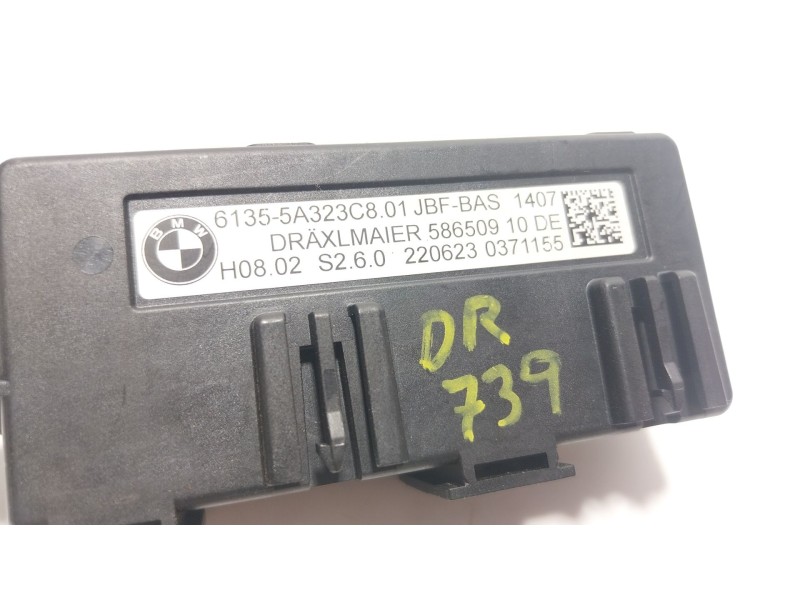 BMW
6135-5A323C8.01 JBF-BAS 1407
DRÄXLMAIER 586509 10 DE
H08.02 S2.6.0 220623 0371155
DR
739